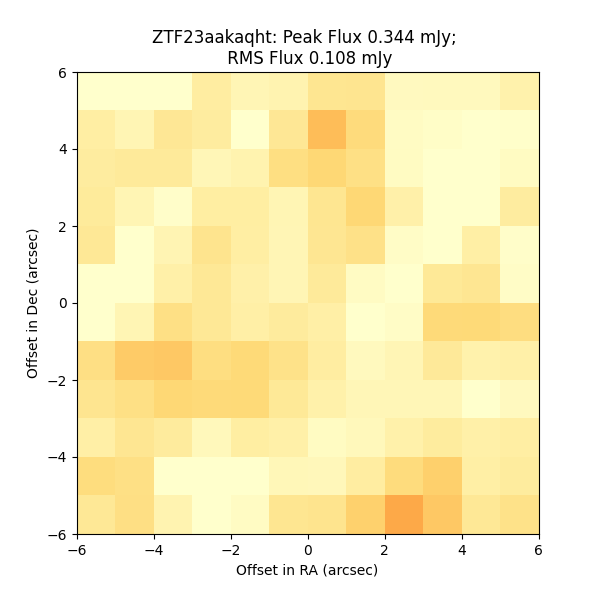 ZTF23aakaqht: Peak Flux 0.344 mJy;
RMS Flux 0.108 mJy
6
4
2
0
−2
−4
−6
Offset in Dec (arcsec)
−6 −4 −2 0 2 4 6
Offset in RA (arcsec)